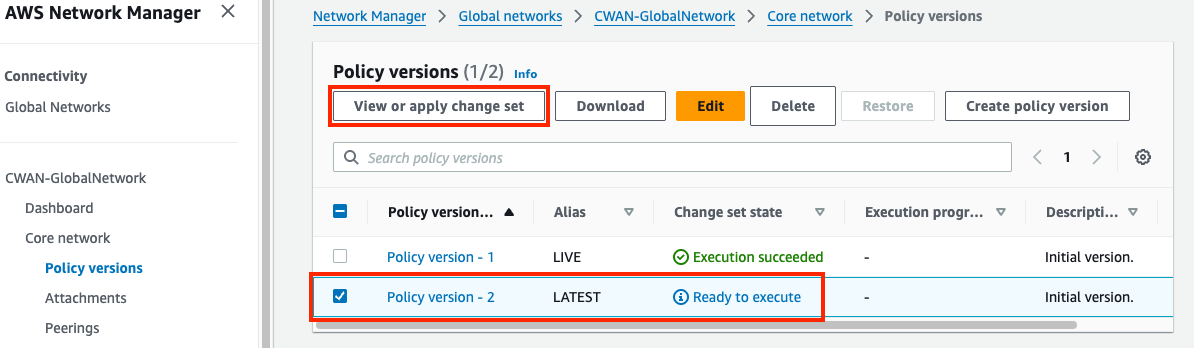 AWS Network Manager
Connectivity
Global Networks
CWAN-GlobalNetwork
Dashboard
Core network
Policy versions
Attachments
Peerings
Network Manager > Global networks > CWAN-GlobalNetwork > Core network > Policy versions
Policy versions (1/2) Info
View or apply change set Download Edit Delete Restore Create policy version
Search policy versions 1
Policy version... Alias Change set state Execution progr... Descripti...
Policy version - 1 LIVE Execution succeeded - Initial version.
Policy version - 2 LATEST Ready to execute - Initial version.